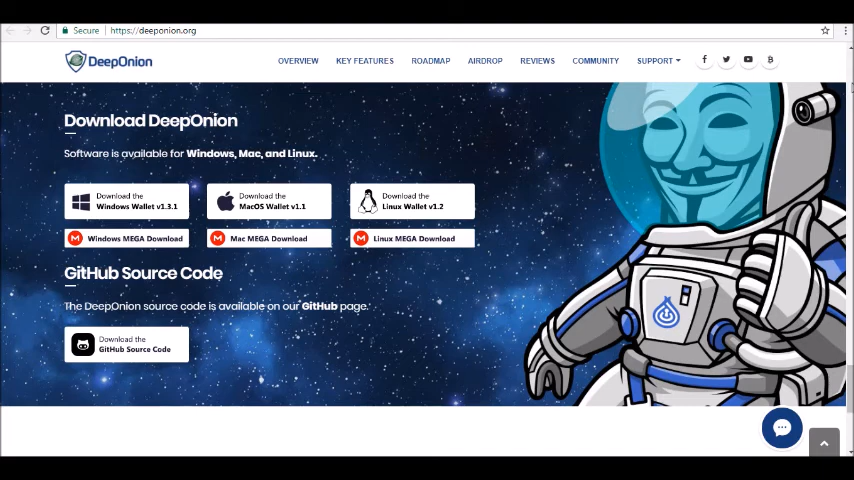 Secure
https://deeponion.org
DeepOnion
OVERVIEW
KEY FEATURES
ROADMAP
AIRDROP
REVIEWS
COMMUNITY
SUPPORT
Download DeepOnion
Software is available for Windows, Mac, and Linux.
Download the
Windows Wallet v1.3.1
Download the
MacOS Wallet v1.1
Download the
Linux Wallet v1.2
Windows MEGA Download
Mac MEGA Download
Linux MEGA Download
GitHub Source Code
The DeepOnion source code is available on our GitHub page.
Download the
GitHub Source Code